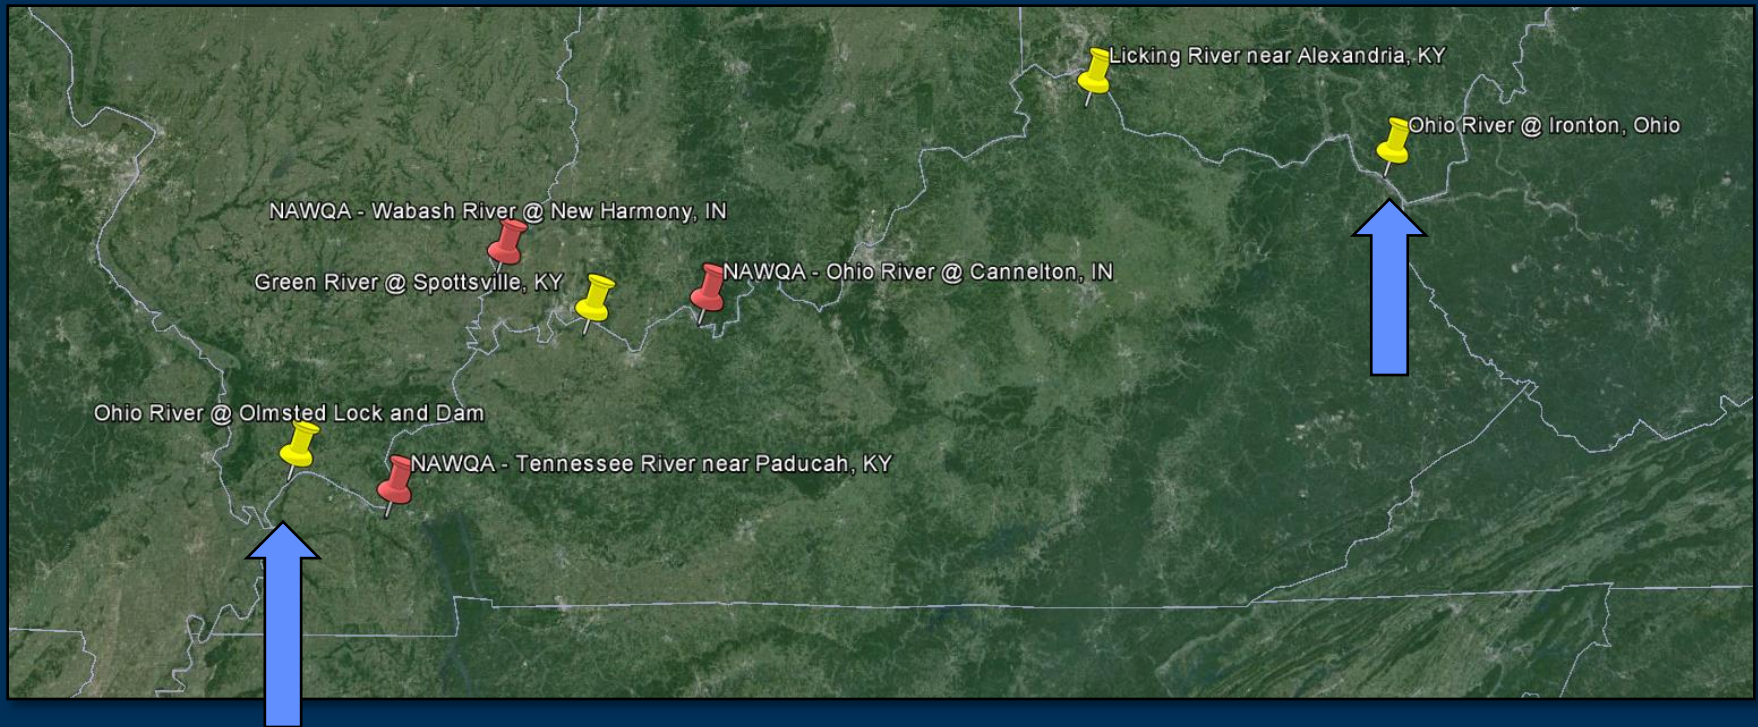 Licking River near Alexandria, KY
Ohio River @ Ironton, Ohio
NAWQA - Wabash River @ New Harmony, IN
Green River @ Spottsville, KY
NAWQA - Ohio River @ Cannelton, IN
Ohio River @ Olmsted Lock and Dam
NAWQA - Tennessee River near Paducah, KY